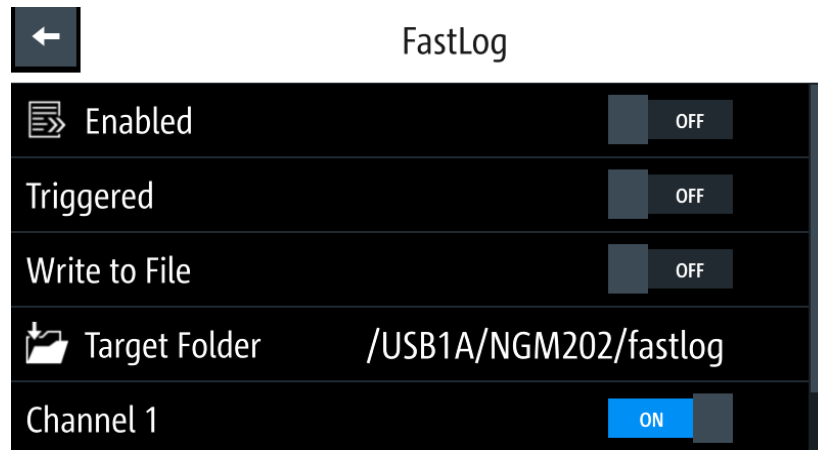 FastLog
Enabled OFF
Triggered OFF
Write to File OFF
Target Folder /USB1A/NGM202/fastlog
Channel 1 ON